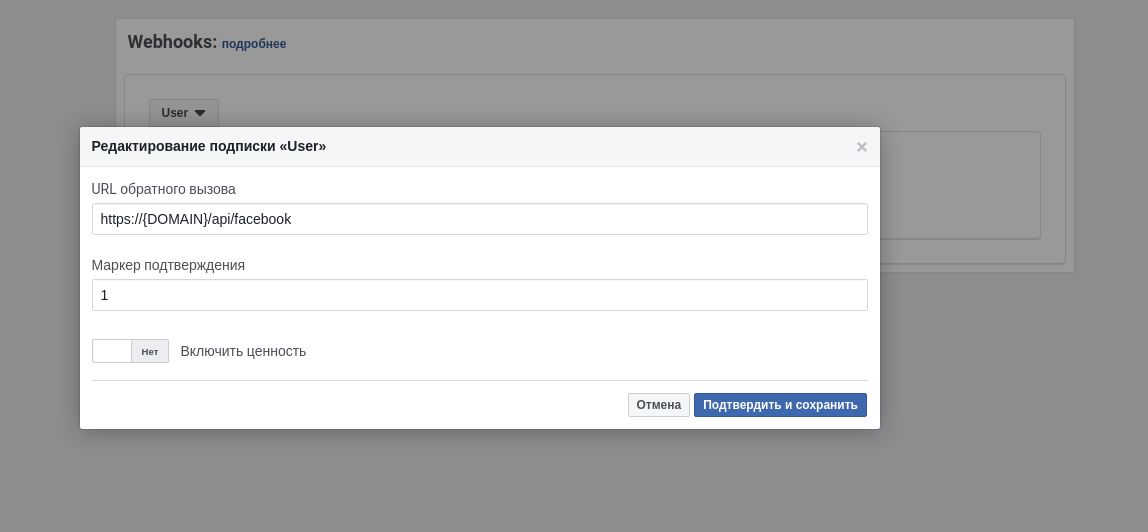 Webhooks: подробнее
User
Редактирование подписки «User»
×
URL обратного вызова
https://{DOMAIN}/api/facebook
Маркер подтверждения
1
Нет Включить ценность
Отмена Подтвердить и сохранить